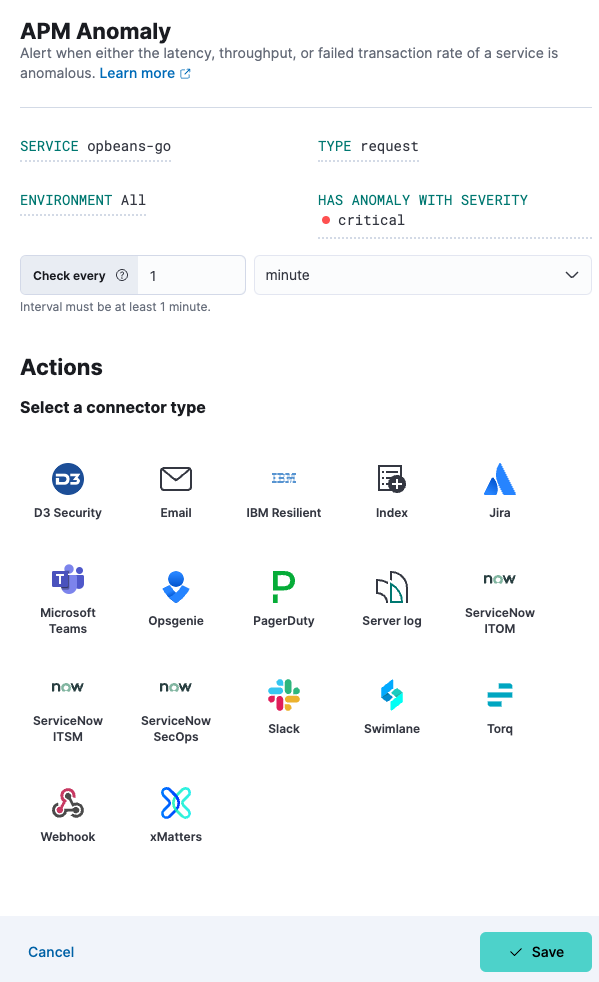 APM Anomaly
Alert when either the latency, throughput, or failed transaction rate of a service is
anomalous. Learn more
SERVICE opbeans-go
TYPE request
ENVIRONMENT All
HAS ANOMALY WITH SEVERITY
critical
Check every ? 1
minute
Interval must be at least 1 minute.
Actions
Select a connector type
D3
D3 Security
Email
IBM
IBM Resilient
Index
Jira
T
Microsoft
Teams
Opsgenie
P
PagerDuty
Server log
now
ServiceNow
ITOM
now
ServiceNow
ITSM
now
ServiceNow
SecOps
Slack
Swimlane
Torq
Webhook
xMatters
Cancel
Save